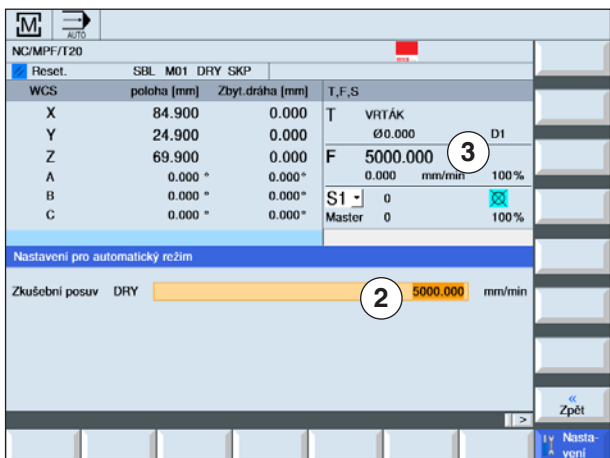 M AUTO
NC/MPF/T20
Reset. SBL M01 DRY SKP
WCS poloha [mm] Zbyt.dráha [mm] T,F,S
X 84.900 0.000 T VRTÁK
Y 24.900 0.000 Ø0.000 D1
Z 69.900 0.000 F 5000.000 3
A 0.000 ° 0.000° 0.000 mm/min 100%
B 0.000 ° 0.000° S1 0
C 0.000 ° 0.000° Master 0 100%
Nastavení pro automatický režim
Zkušební posuv DRY 2 5000.000 mm/min
«
Zpět
>
Nasta-
vení